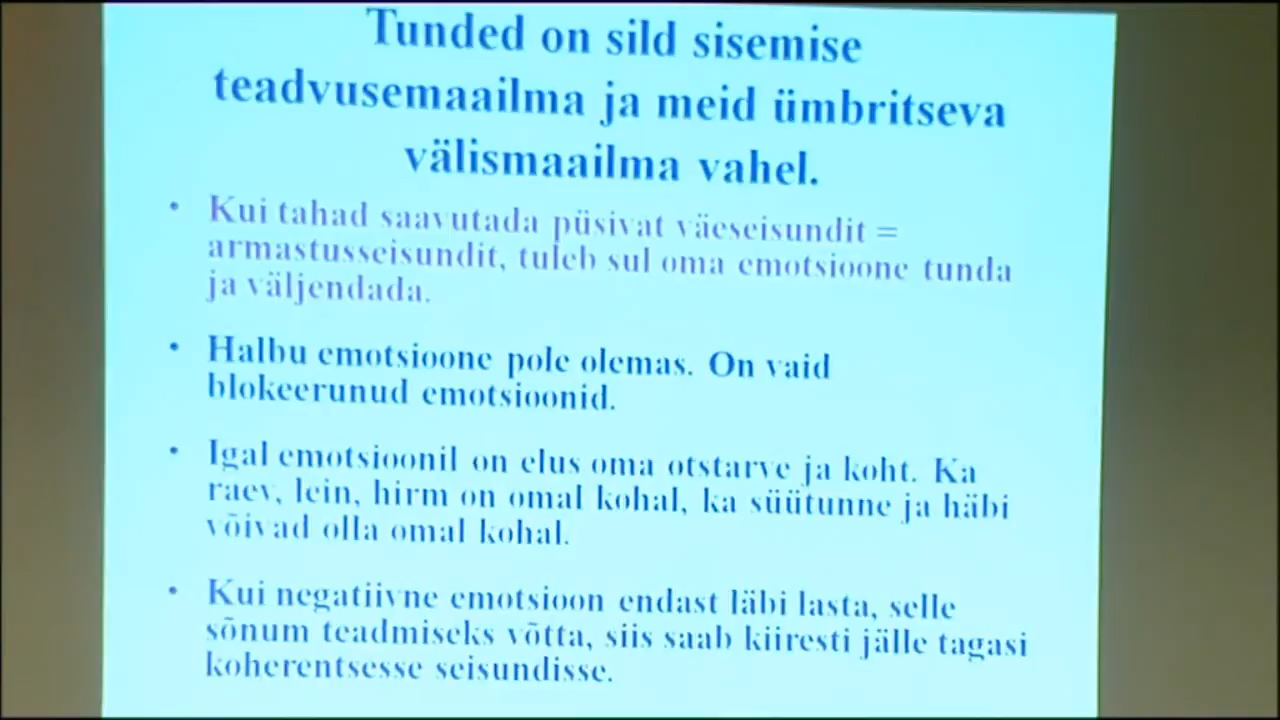 Tunded on sild sisemise
teadvusemaailma ja meid ümbritseva
välismaailma vahel.
• Kui tahad saavutada püsivat väeseisundit =
armastusseisundit, tuleb sul oma emotsioone tunda
ja väljendada.
• Halbu emotsioone pole olemas. On vaid
blokeerunud emotsioonid.
• Igal emotsioonil on elus oma otstarve ja koht. Ka
raev, lein, hirm on omal kohal, ka süütunne ja häbi
võivad olla omal kohal.
• Kui negatiivne emotsioon endast läbi lasta, selle
sõnum teadmiseks võtta, siis saab kiiresti jälle tagasi
koherentsesse seisundisse.